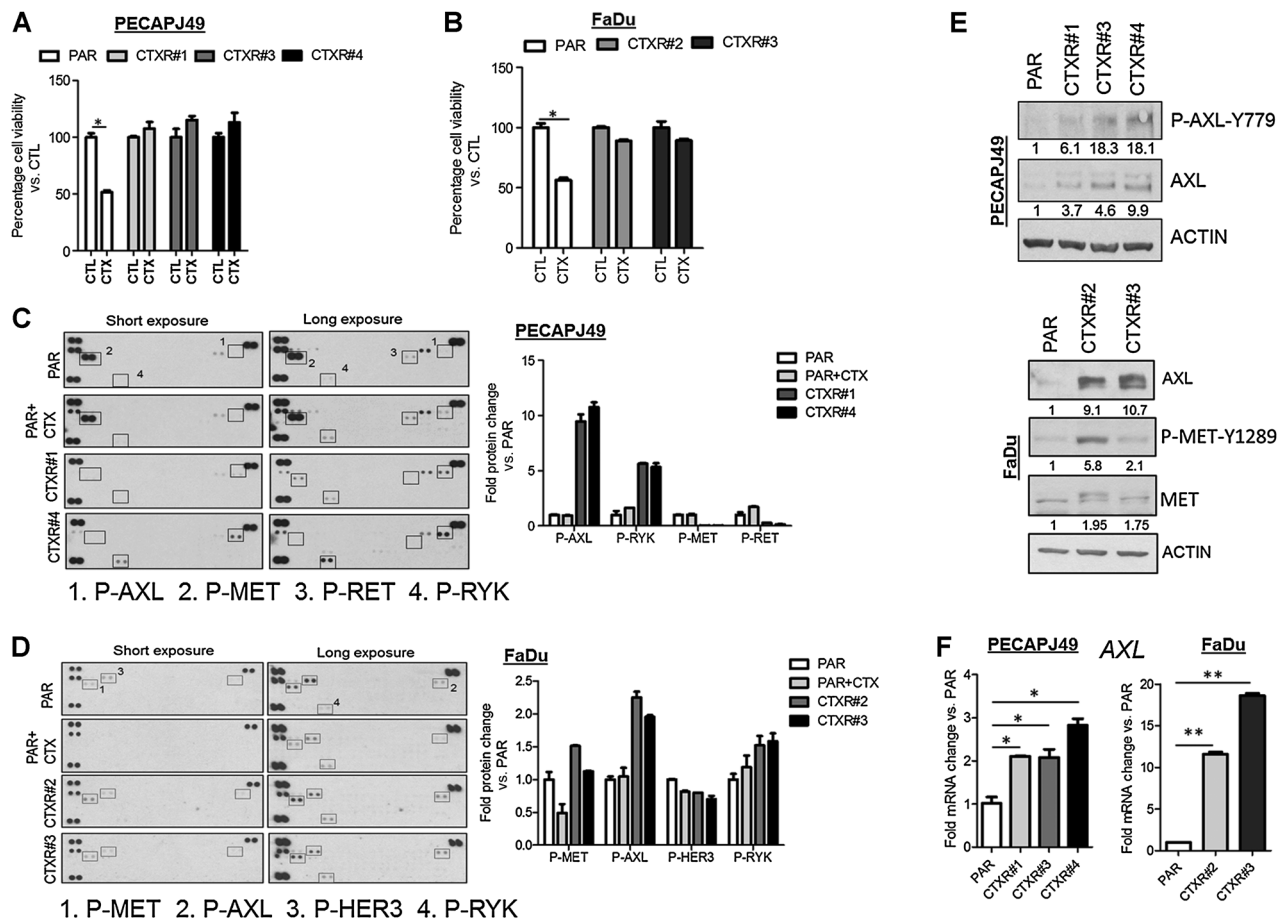 A
PECAPJ49
PAR CTXR#1 CTXR#3 CTXR#4
Percentage cell viability
vs. CTL
150
100
50
0
*
CTL CTX CTL CTX CTL CTX CTL CTX
B
FaDu
PAR CTXR#2 CTXR#3
Percentage cell viability
vs. CTL
150
100
50
0
*
CTL CTX CTL CTX CTL CTX
C
Short exposure Long exposure
PAR
PAR+
CTX
CTXR#1
CTXR#4
1 2 4
1 2 3 4
1. P-AXL 2. P-MET 3. P-RET 4. P-RYK
PECAPJ49
PAR
PAR+CTX
CTXR#1
CTXR#4
Fold protein change
vs. PAR
15
10
5
0
P-AXL P-RYK P-MET P-RET
D
Short exposure Long exposure
PAR
PAR+
CTX
CTXR#2
CTXR#3
3
1
2
4
1. P-MET 2. P-AXL 3. P-HER3 4. P-RYK
FaDu
PAR
PAR+CTX
CTXR#2
CTXR#3
Fold protein change
vs. PAR
2.5
2.0
1.5
1.0
0.5
0.0
P-MET P-AXL P-HER3 P-RYK
E
PECAPJ49
PAR CTXR#1 CTXR#3 CTXR#4
P-AXL-Y779
1 6.1 18.3 18.1
AXL
1 3.7 4.6 9.9
ACTIN
FaDu
PAR CTXR#2 CTXR#3
AXL
1 9.1 10.7
P-MET-Y1289
1 5.8 2.1
MET
1 1.95 1.75
ACTIN
F
PECAPJ49 AXL FaDu
Fold mRNA change vs. PAR
4
3
2
1
0
*
*
*
PAR CTXR#1 CTXR#3 CTXR#4
Fold mRNA change vs. PAR
20
15
10
5
0
**
**
PAR CTXR#2 CTXR#3